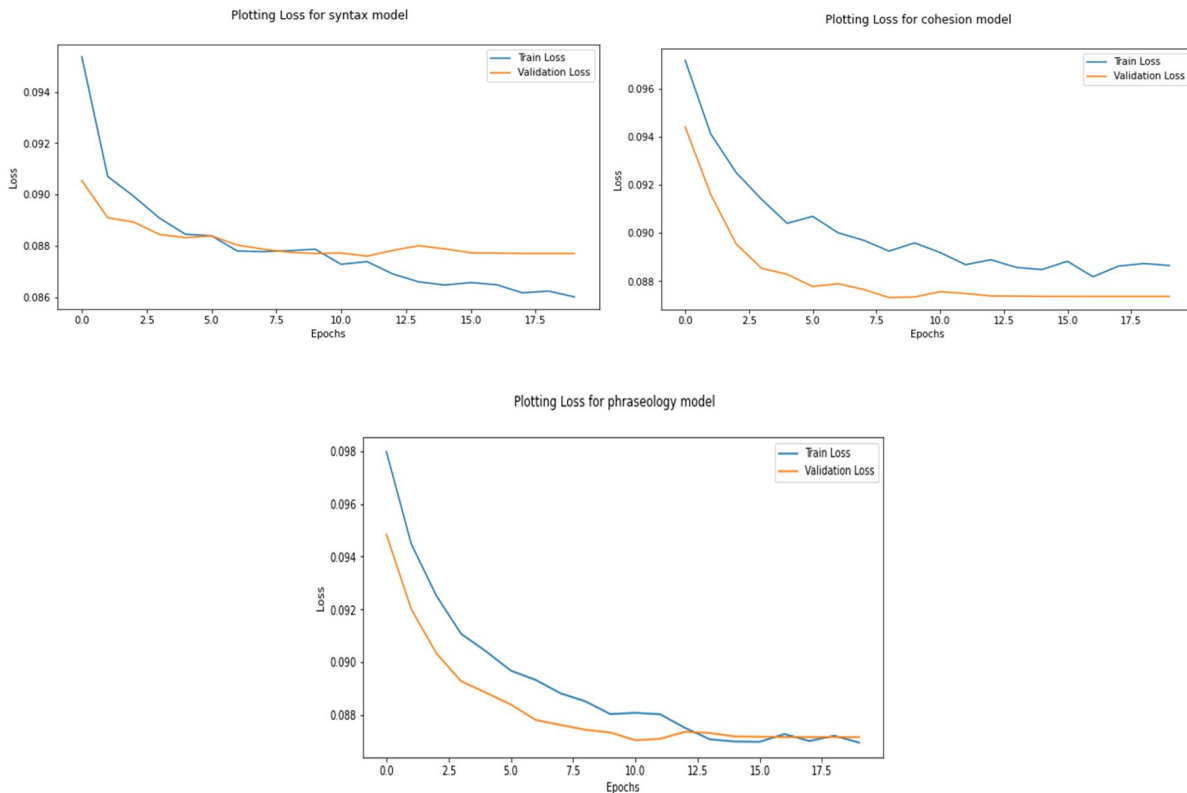 Plotting Loss for syntax model
Train Loss
Validation Loss
0.094
0.092
0.090
0.088
0.086
Loss
0.0
2.5
5.0
7.5
10.0
12.5
15.0
17.5
Epochs
Plotting Loss for cohesion model
Train Loss
Validation Loss
0.096
0.094
0.092
0.090
0.088
Loss
0.0
2.5
5.0
7.5
10.0
12.5
15.0
17.5
Epochs
Plotting Loss for phraseology model
Train Loss
Validation Loss
0.098
0.096
0.094
0.092
0.090
0.088
Loss
0.0
2.5
5.0
7.5
10.0
12.5
15.0
17.5
Epochs